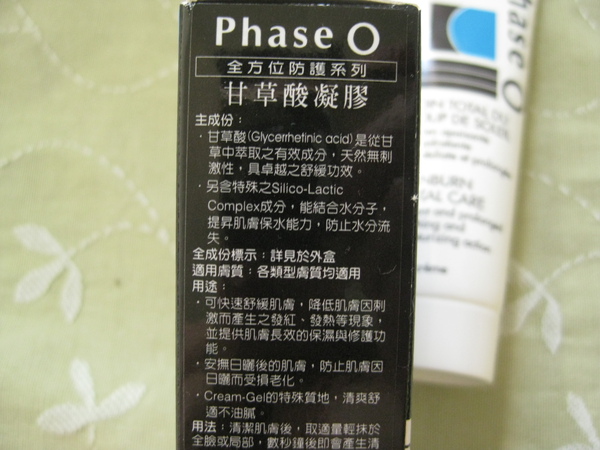 Phase O
全方位防護系列
甘草酸凝膠
主成份：
·甘草酸(Glycerrhetinic acid)是從甘
草中萃取之有效成分，天然無刺
激性，具卓越之舒緩功效。
·另含特殊之Silico-Lactic
Complex成分，能結合水分子，
提昇肌膚保水能力，防止水分流
失。
全成份標示：詳見於外盒
適用膚質：各類型膚質均適用
用途：
·可快速舒緩肌膚，降低肌膚因刺
激而產生之發紅、發熱等現象，
並提供肌膚長效的保濕與修護功
能。
·安撫日曬後的肌膚，防止肌膚因
日曬而受損老化。
·Cream-Gel的特殊質地，清爽舒
適不油膩。
用法：清潔肌膚後，取適量輕抹於
全臉或局部，數秒鐘後即會產生清
Phase O
TOTAL DU
DE SOLEIL
BURN
CARE